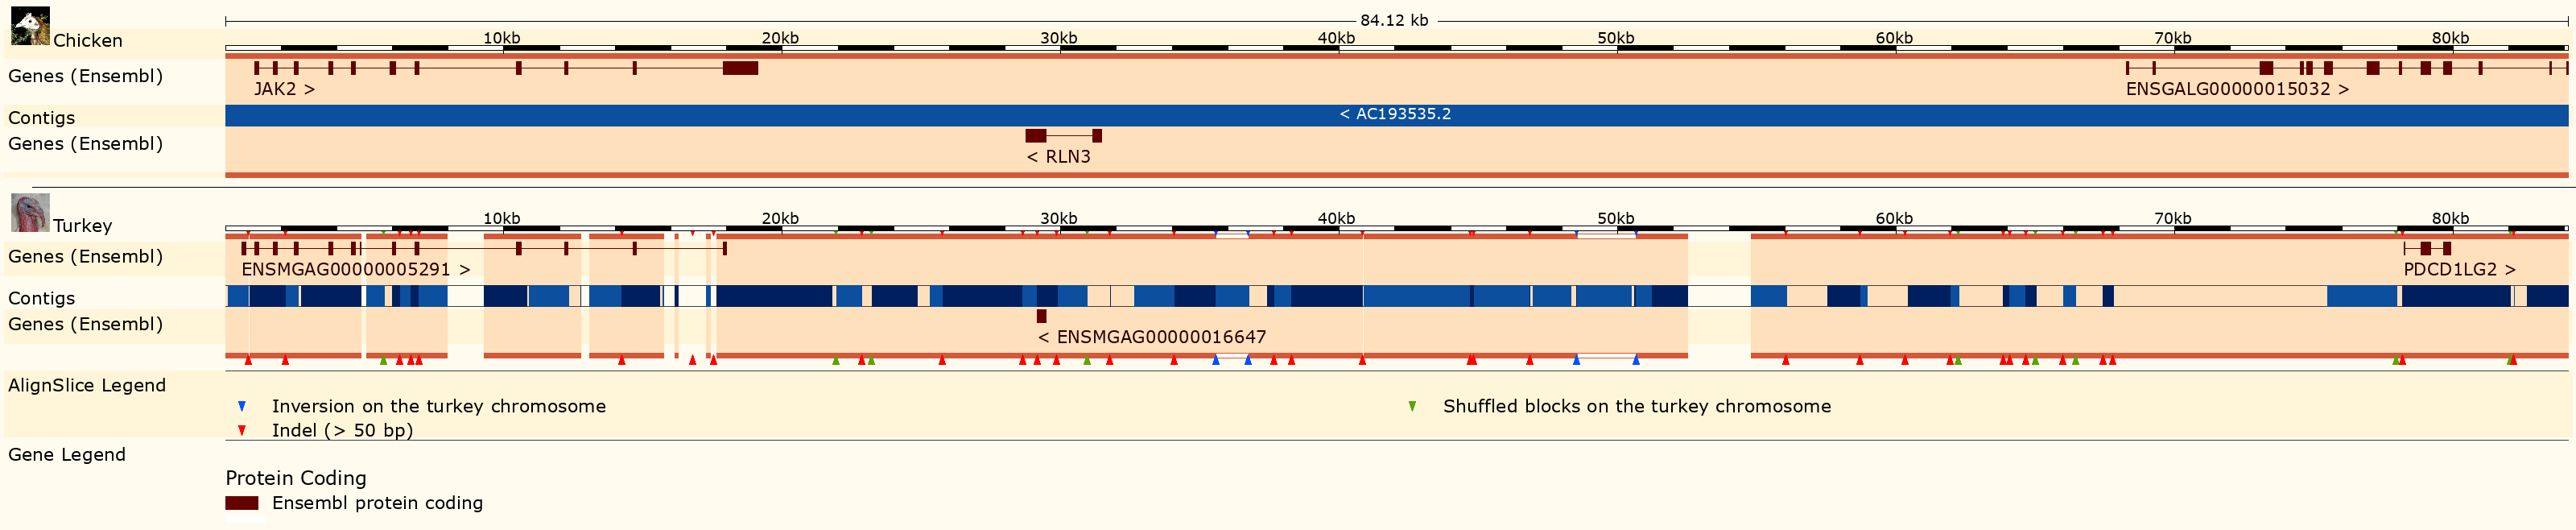 84.12 kb
Chicken
10kb 20kb 30kb 40kb 50kb 60kb 70kb 80kb
Genes (Ensembl)
JAK2 > ENSGALG00000015032 >
Contigs < AC193535.2
Genes (Ensembl)
< RLN3
Turkey
10kb 20kb 30kb 40kb 50kb 60kb 70kb 80kb
Genes (Ensembl)
ENSMGAG00000005291 > PDCD1LG2 >
Contigs
Genes (Ensembl)
< ENSMGAG00000016647
AlignSlice Legend
Inversion on the turkey chromosome Shuffled blocks on the turkey chromosome
Indel (> 50 bp)
Gene Legend
Protein Coding
Ensembl protein coding